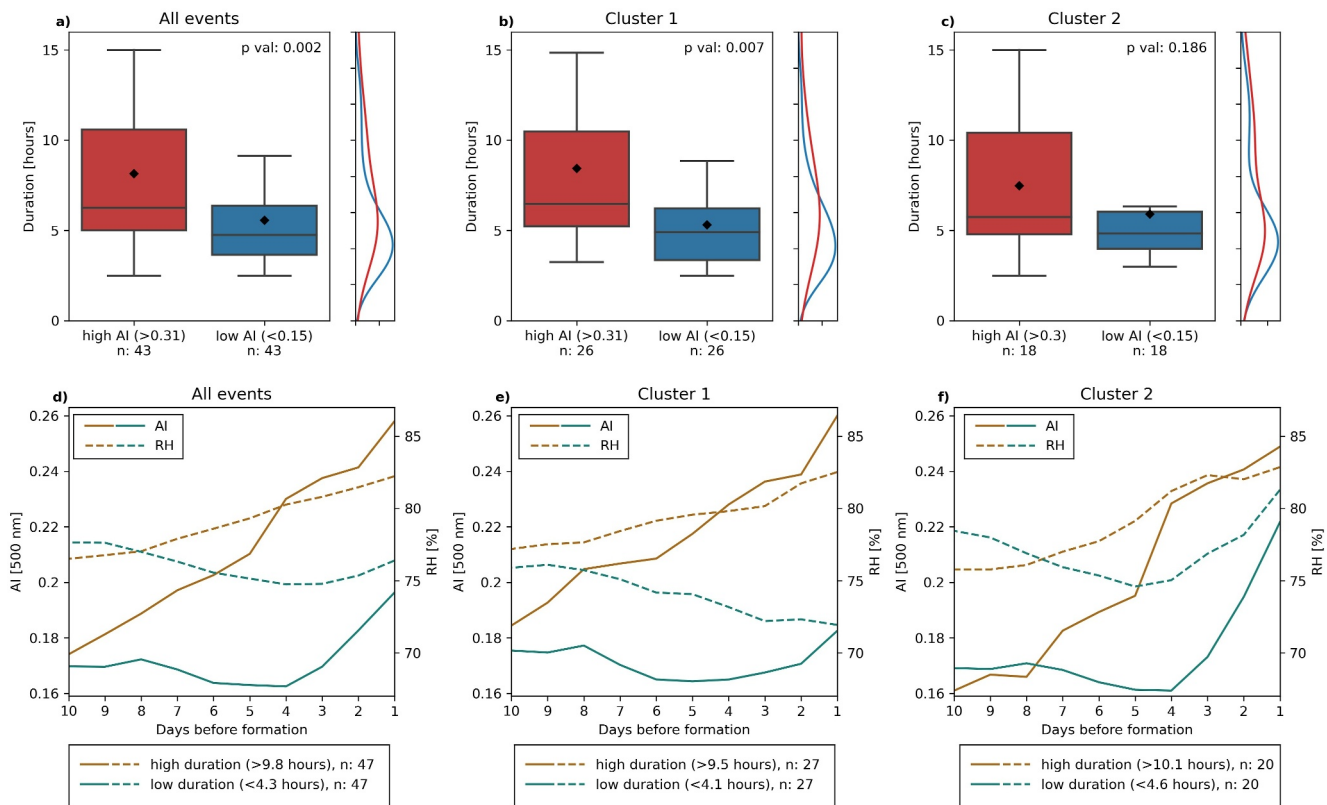 a)
All events
p val: 0.002
Duration [hours]
15
10
5
0
high AI (>0.31)
n: 43
low AI (<0.15)
n: 43
b)
Cluster 1
p val: 0.007
Duration [hours]
15
10
5
0
high AI (>0.31)
n: 26
low AI (<0.15)
n: 26
c)
Cluster 2
p val: 0.186
Duration [hours]
15
10
5
0
high AI (>0.3)
n: 18
low AI (<0.15)
n: 18
d)
All events
AI
RH
AI [500 nm]
0.26
0.24
0.22
0.2
0.18
0.16
85
80
75
70
RH [%]
10 9 8 7 6 5 4 3 2 1
Days before formation
high duration (>9.8 hours), n: 47
low duration (<4.3 hours), n: 47
e)
Cluster 1
AI
RH
AI [500 nm]
0.26
0.24
0.22
0.2
0.18
0.16
85
80
75
70
RH [%]
10 9 8 7 6 5 4 3 2 1
Days before formation
high duration (>9.5 hours), n: 27
low duration (<4.1 hours), n: 27
f)
Cluster 2
AI
RH
AI [500 nm]
0.26
0.24
0.22
0.2
0.18
0.16
85
80
75
70
RH [%]
10 9 8 7 6 5 4 3 2 1
Days before formation
high duration (>10.1 hours), n: 20
low duration (<4.6 hours), n: 20